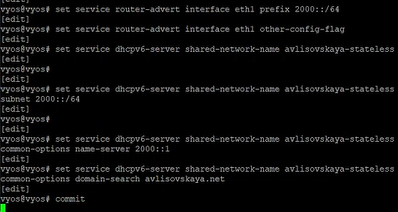 vyos@vyos# set service router-advert interface eth1 prefix 2000::/64
[edit]
vyos@vyos# set service router-advert interface eth1 other-config-flag
[edit]
vyos@vyos# set service dhcpv6-server shared-network-name avlisovskaya-stateless
[edit]
vyos@vyos#
[edit]
vyos@vyos# set service dhcpv6-server shared-network-name avlisovskaya-stateless
subnet 2000::/64
[edit]
vyos@vyos#
[edit]
vyos@vyos# set service dhcpv6-server shared-network-name avlisovskaya-stateless
common-options name-server 2000::1
[edit]
vyos@vyos# set service dhcpv6-server shared-network-name avlisovskaya-stateless
common-options domain-search avlisovskaya.net
[edit]
vyos@vyos# commit